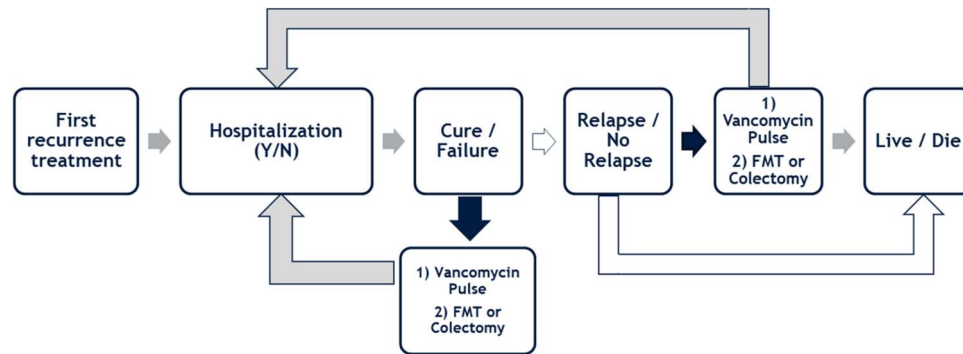 First
recurrence
treatment
Hospitalization
(Y/N)
Cure /
Failure
Relapse /
No
Relapse
1)
Vancomycin
Pulse
2) FMT or
Colectomy
Live / Die
1) Vancomycin
Pulse
2) FMT or
Colectomy